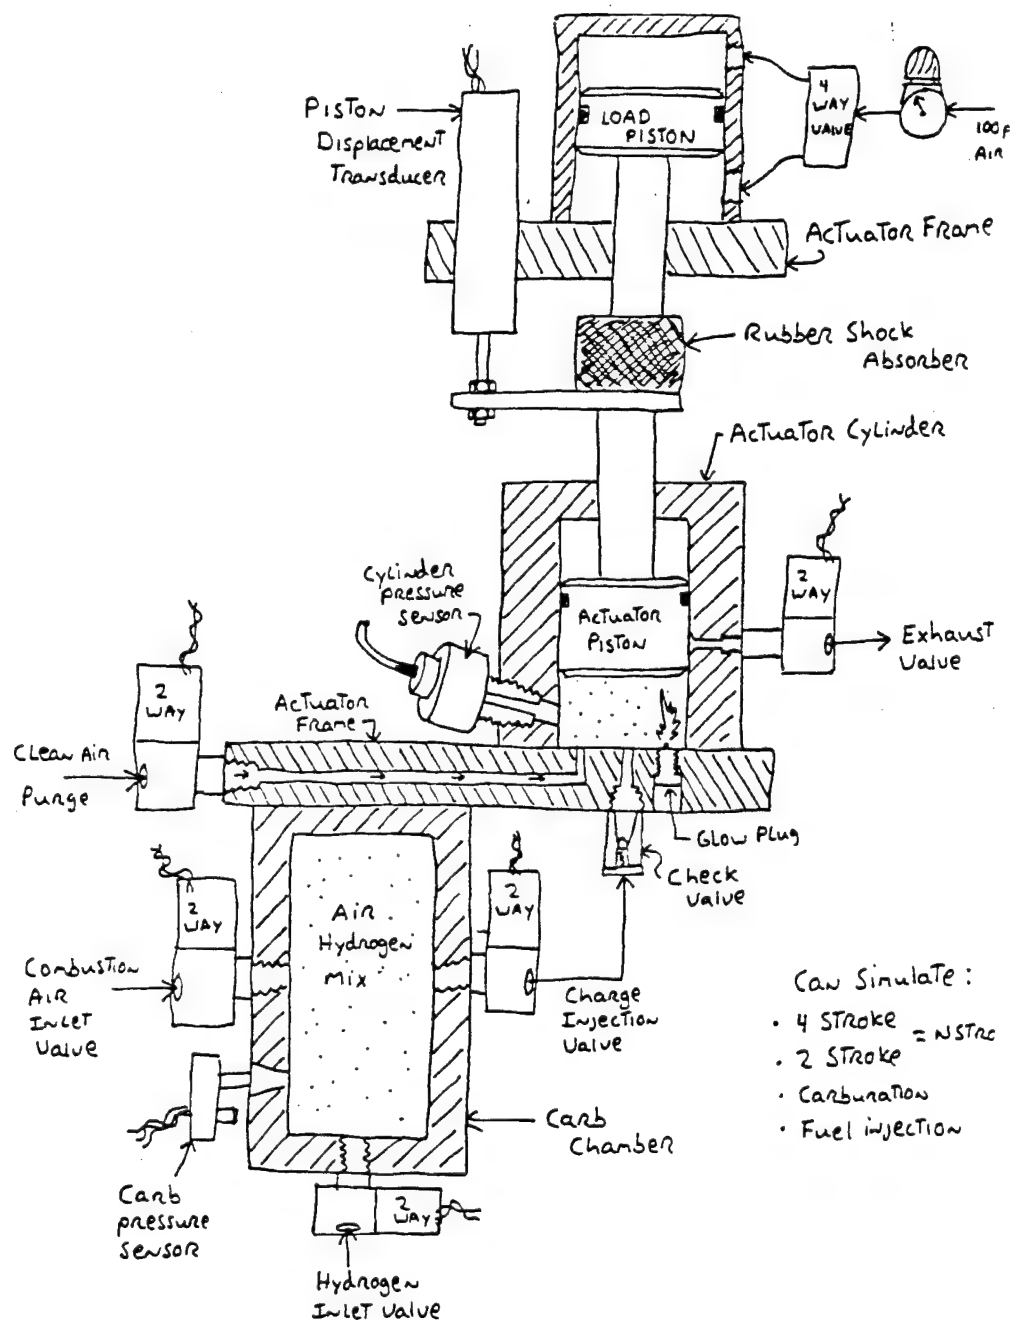 Piston
Displacement
Transducer
LOAD
PISTON
4
WAY
VALVE
100p
AIR
Actuator Frame
Rubber Shock
Absorber
Actuator Cylinder
Cylinder
pressure
sensor
2
WAY
Actuator
Piston
Exhaust
Valve
2
WAY
Actuator
Frame
Clean Air
Purge
Glow Plug
Check
Valve
2
WAY
2
WAY
Air
Hydrogen
Mix
Combustion
Air
Inlet
Valve
Charge
Injection
Valve
Can Simulate:
• 4 Stroke
= NSTRC
• 2 Stroke
• Carburation
• Fuel injection
Carb
Chamber
Carb
pressure
sensor
2
WAY
Hydrogen
Inlet Valve